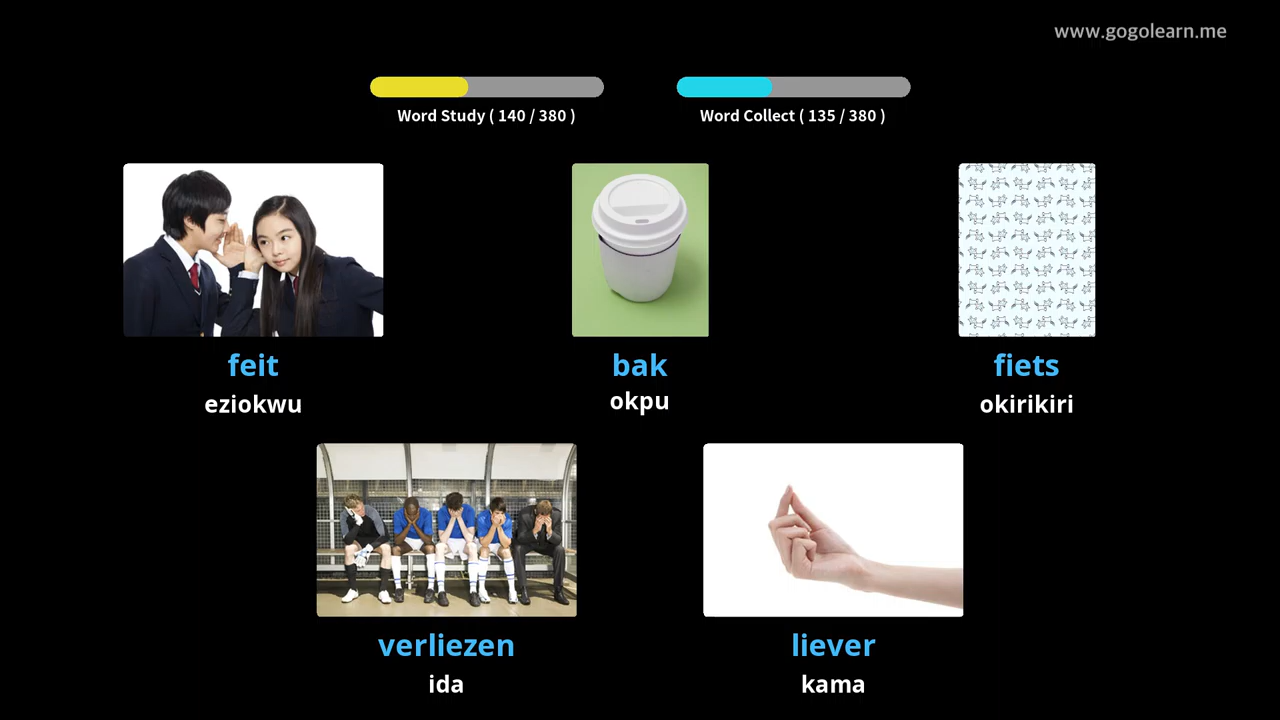 www.gogolearn.me
Word Study ( 140 / 380 )
Word Collect ( 135 / 380 )
feit
eziokwu
bak
okpu
fiets
okirikiri
verliezen
ida
liever
kama